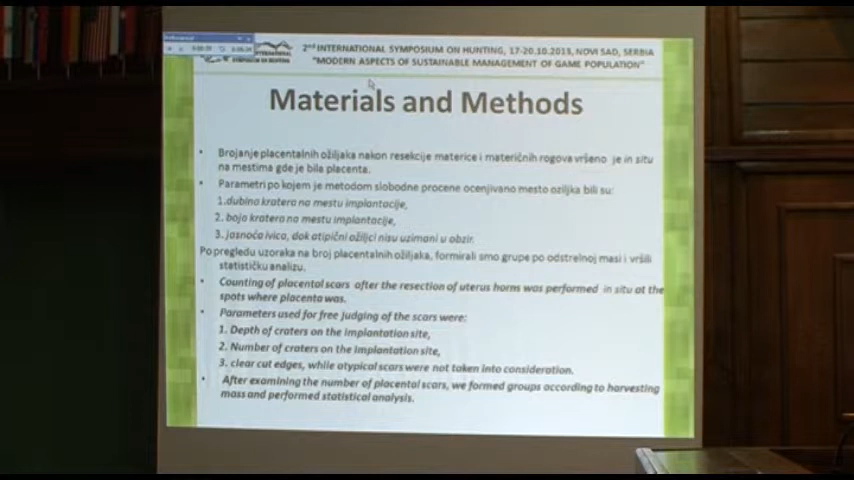 2nd INTERNATIONAL SYMPOSIUM ON HUNTING, 17-20.10.2013, NOVI SAD, SERBIA
"MODERN ASPECTS OF SUSTAINABLE MANAGEMENT OF GAME POPULATION"
SYMPOSIUM ON HUNTING
Materials and Methods
• Brojanje placentalnih ožiljaka nakon resekcije materice i materičnih rogova vršeno je in situ
na mestima gde je bila placenta.
• Parametri po kojem je metodom slobodne procene ocenjivano mesto ozilјka bili su:
1.dubina kratera na mestu implantacije,
2. boja kratera na mestu implantacije,
3. jasnoća ivica, dok atipični ožiljci nisu uzimani u obzir.
Po pregledu uzoraka na broj placentalnih ožiljaka, formirali smo grupe po odstrelnoj masi i vršili
statističku analizu.
• Counting of placental scars after the resection of uterus horns was performed in situ at the
spots where placenta was.
• Parameters used for free judging of the scars were:
1. Depth of craters on the implantation site,
2. Number of craters on the implantation site,
3. clear cut edges, while atypical scars were not taken into consideration.
• After examining the number of placental scars, we formed groups according to harvesting
mass and performed statistical analysis.